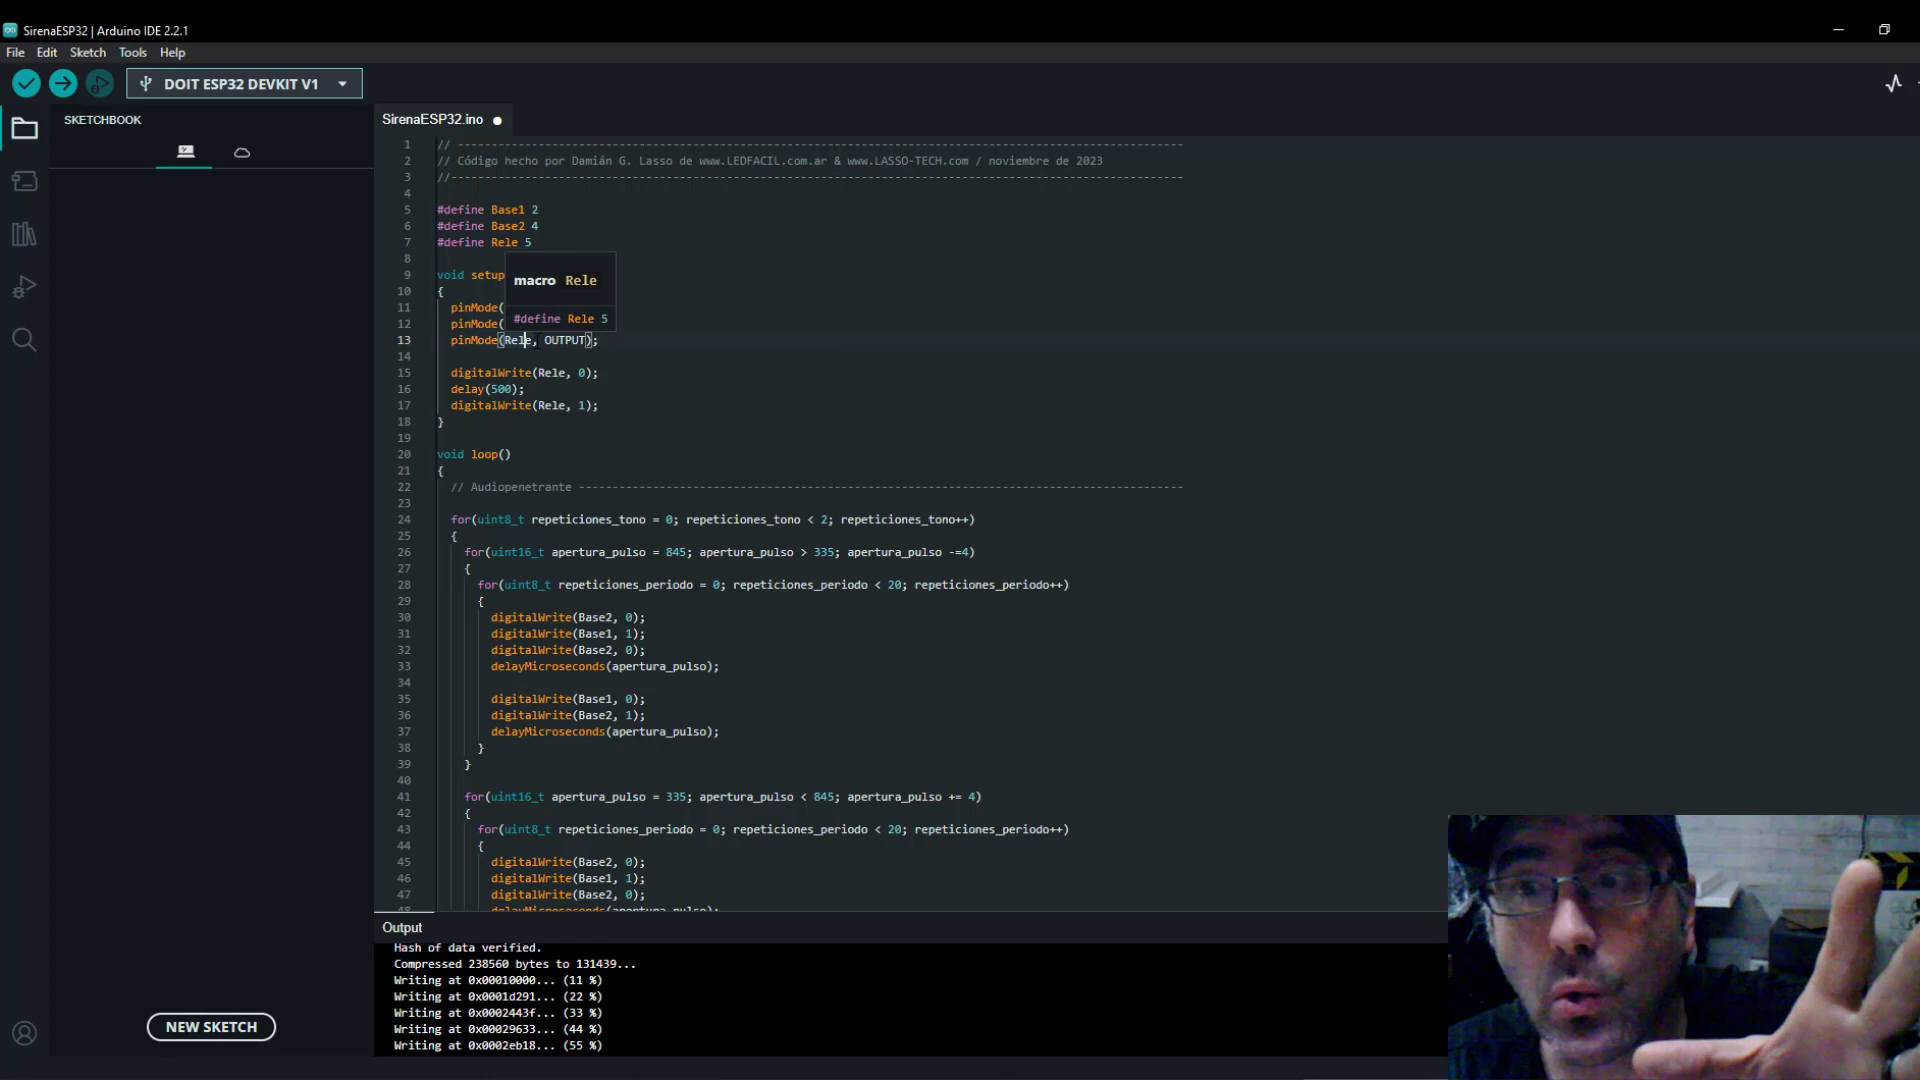 SirenaESP32 | Arduino IDE 2.2.1
File Edit Sketch Tools Help
DOIT ESP32 DEVKIT V1
SKETCHBOOK
SirenaESP32.ino
1 // ------------------------------------------------------------------------------------------------------------
2 // Código hecho por Damián G. Lasso de www.LEDFACIL.com.ar & www.LASSO-TECH.com / noviembre de 2023
3 //-------------------------------------------------------------------------------------------------------------
4
5 #define Base1 2
6 #define Base2 4
7 #define Rele 5
8
9 void setup
macro Rele
10 {
11 pinMode(
#define Rele 5
12 pinMode(
13 pinMode(Rele, OUTPUT);
14
15 digitalWrite(Rele, 0);
16 delay(500);
17 digitalWrite(Rele, 1);
18 }
19
20 void loop()
21 {
22 // Audiopenetrante ------------------------------------------------------------------------------------------
23
24 for(uint8_t repeticiones_tono = 0; repeticiones_tono < 2; repeticiones_tono++)
25 {
26 for(uint16_t apertura_pulso = 845; apertura_pulso > 335; apertura_pulso -=4)
27 {
28 for(uint8_t repeticiones_periodo = 0; repeticiones_periodo < 20; repeticiones_periodo++)
29 {
30 digitalWrite(Base2, 0);
31 digitalWrite(Base1, 1);
32 digitalWrite(Base2, 0);
33 delayMicroseconds(apertura_pulso);
34
35 digitalWrite(Base1, 0);
36 digitalWrite(Base2, 1);
37 delayMicroseconds(apertura_pulso);
38 }
39 }
40
41 for(uint16_t apertura_pulso = 335; apertura_pulso < 845; apertura_pulso += 4)
42 {
43 for(uint8_t repeticiones_periodo = 0; repeticiones_periodo < 20; repeticiones_periodo++)
44 {
45 digitalWrite(Base2, 0);
46 digitalWrite(Base1, 1);
47 digitalWrite(Base2, 0);
48 delayMicroseconds(apertura_pulso);
Output
Hash of data verified.
Compressed 238560 bytes to 131439...
Writing at 0x00010000... (11 %)
Writing at 0x0001d291... (22 %)
Writing at 0x0002443f... (33 %)
Writing at 0x00029633... (44 %)
Writing at 0x0002eb18... (55 %)
NEW SKETCH